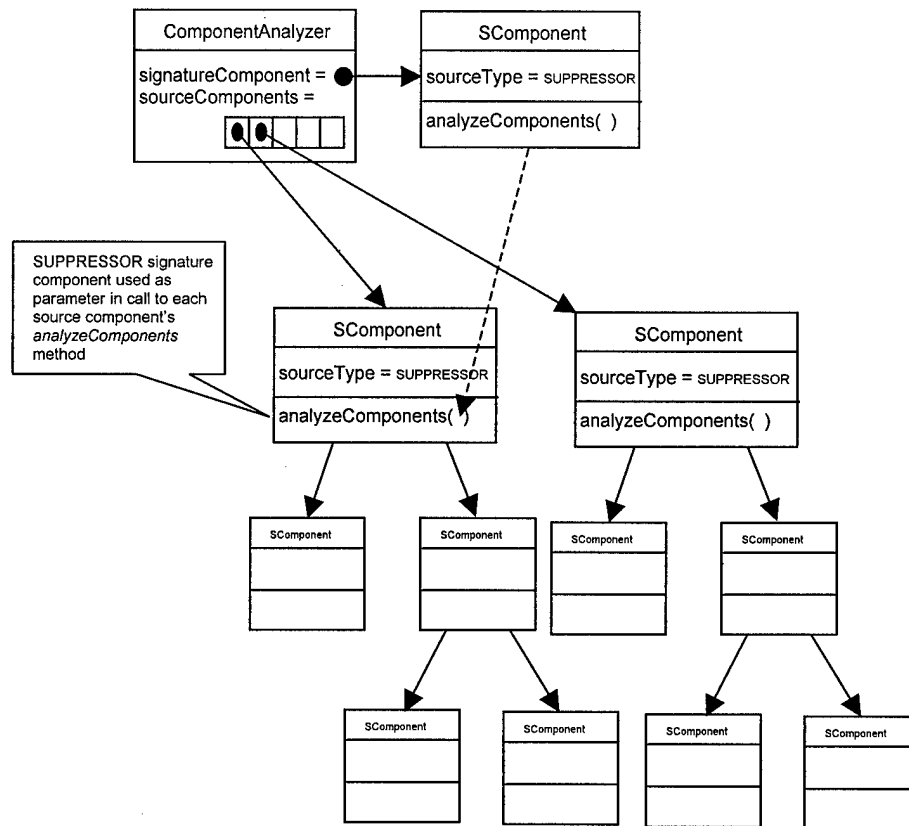 ComponentAnalyzer
signatureComponent =
sourceComponents =
SComponent
sourceType = SUPPRESSOR
analyzeComponents( )
SUPPRESSOR signature
component used as
parameter in call to each
source component's
analyzeComponents
method
SComponent
sourceType = SUPPRESSOR
analyzeComponents( )
SComponent
sourceType = SUPPRESSOR
analyzeComponents( )
SComponent
SComponent
SComponent
SComponent
SComponent
SComponent
SComponent
SComponent